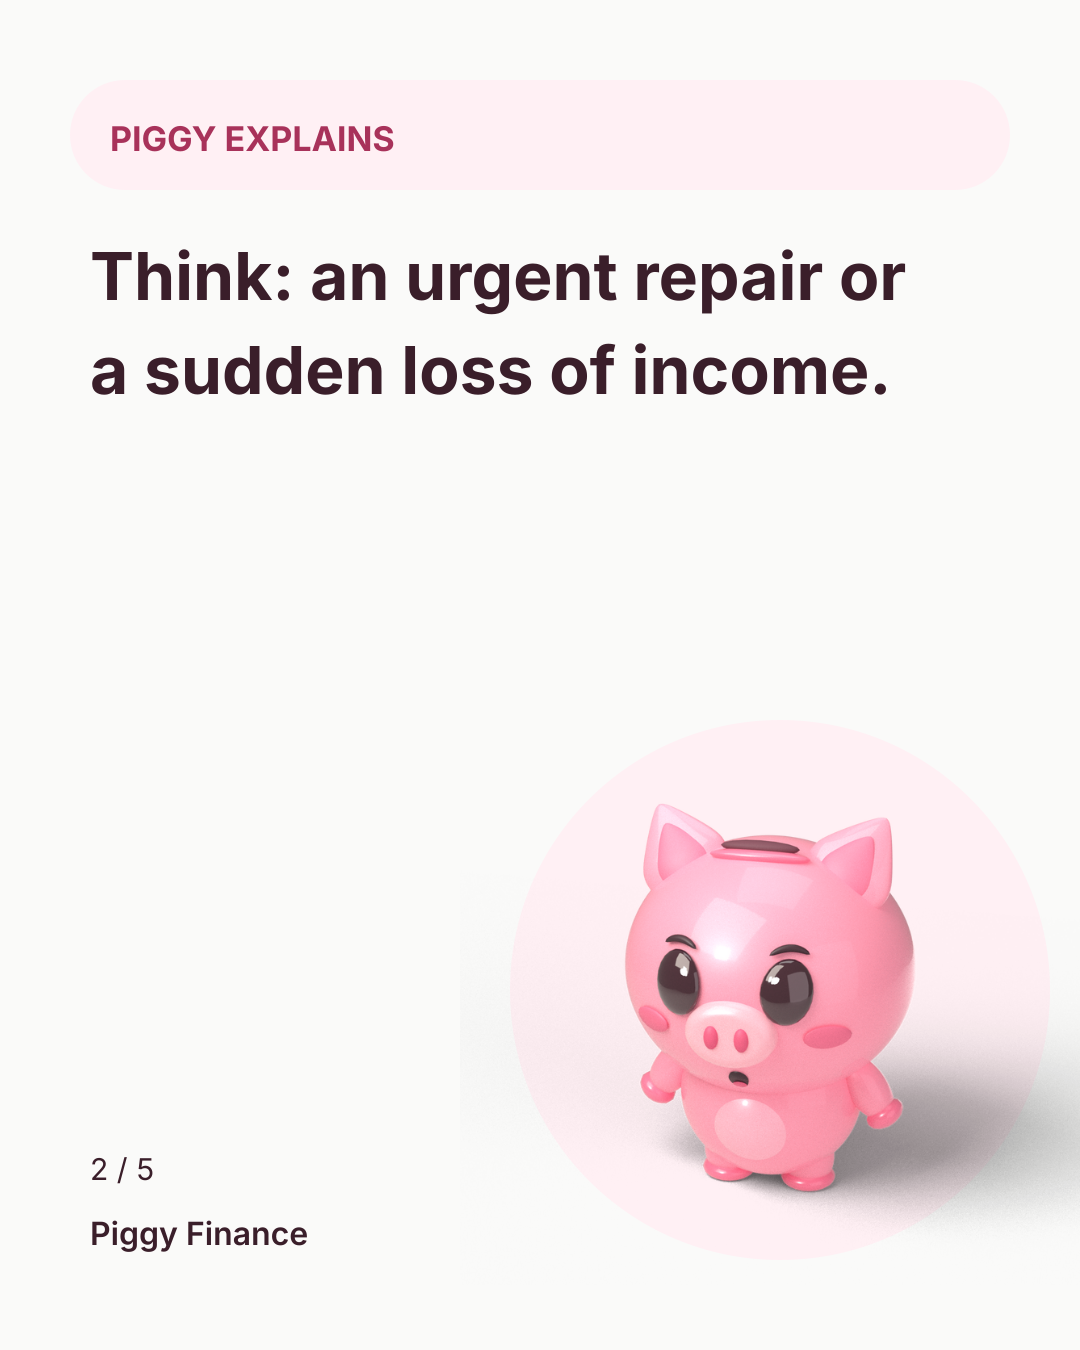 PIGGY EXPLAINS
Think: an urgent repair or
a sudden loss of income.
2 / 5
Piggy Finance